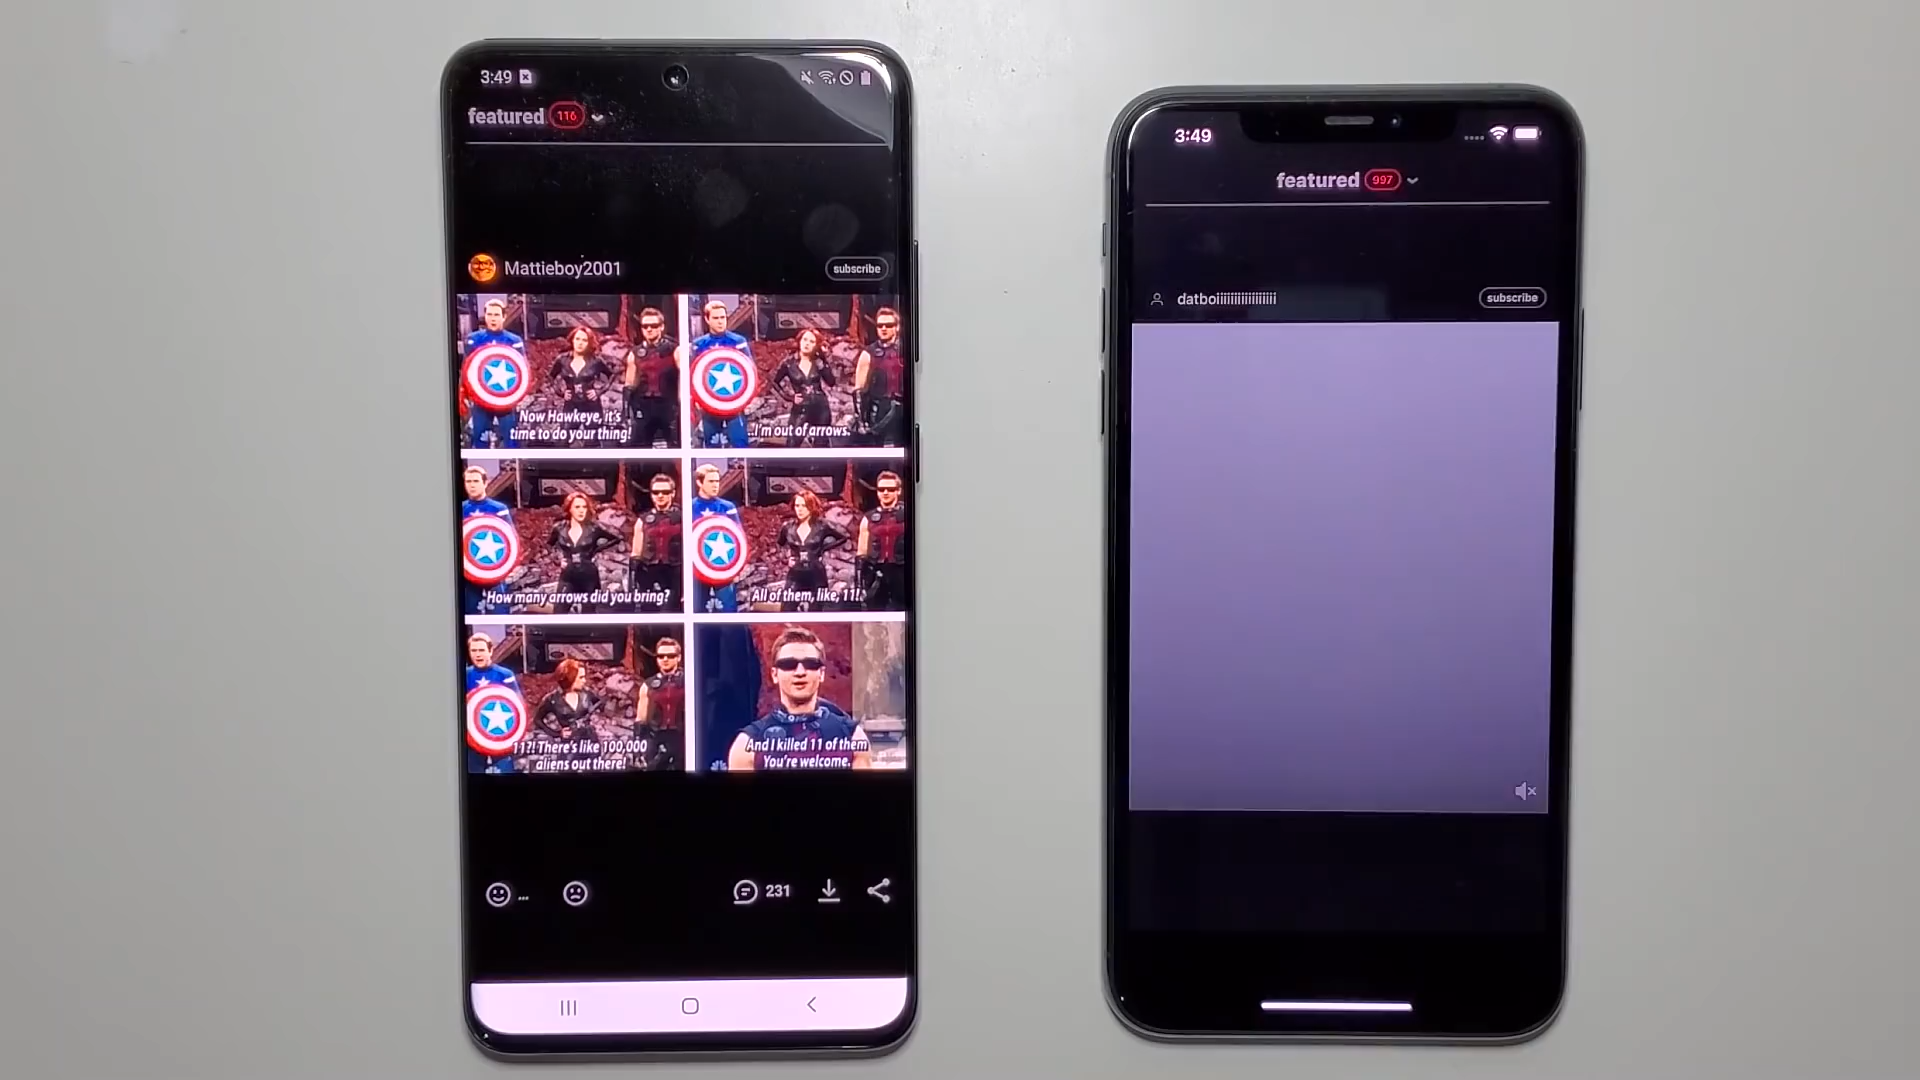 3:49
featured 116
Mattieboy2001
subscribe
Now Hawkeye, it's
time to do your thing!
..I'm out of arrows.
How many arrows did you bring?
All of them, like, 11!.
11?! There's like 100,000
aliens out there!
And I killed 11 of them
You're welcome.
231
3:49
featured 997
datboiiiiiiiiiiiiiiiii
subscribe